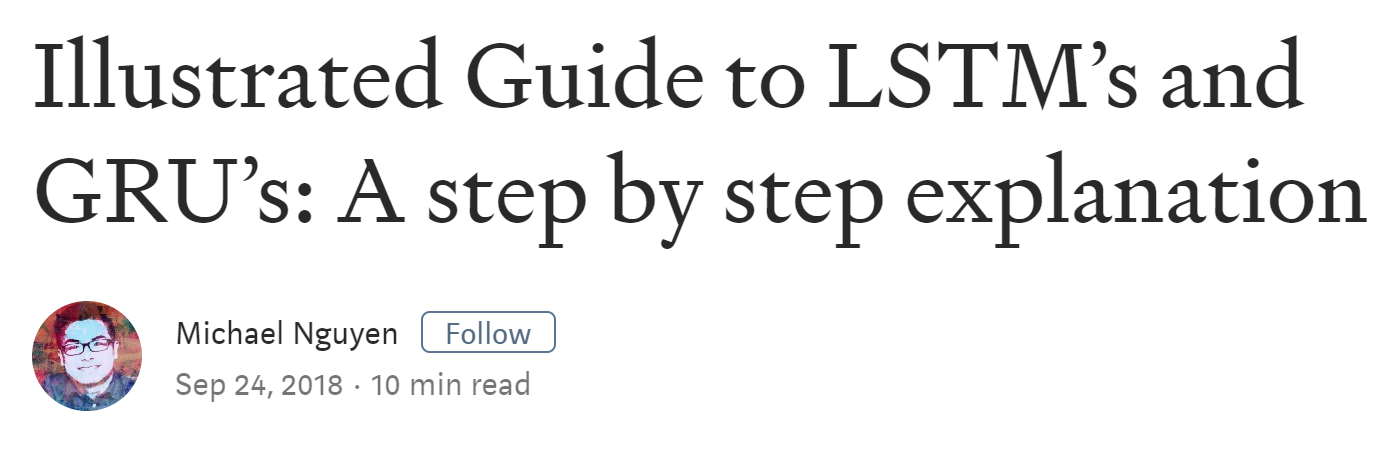 Illustrated Guide to LSTM’s and
GRU’s: A step by step explanation
Michael Nguyen Follow
Sep 24, 2018 · 10 min read